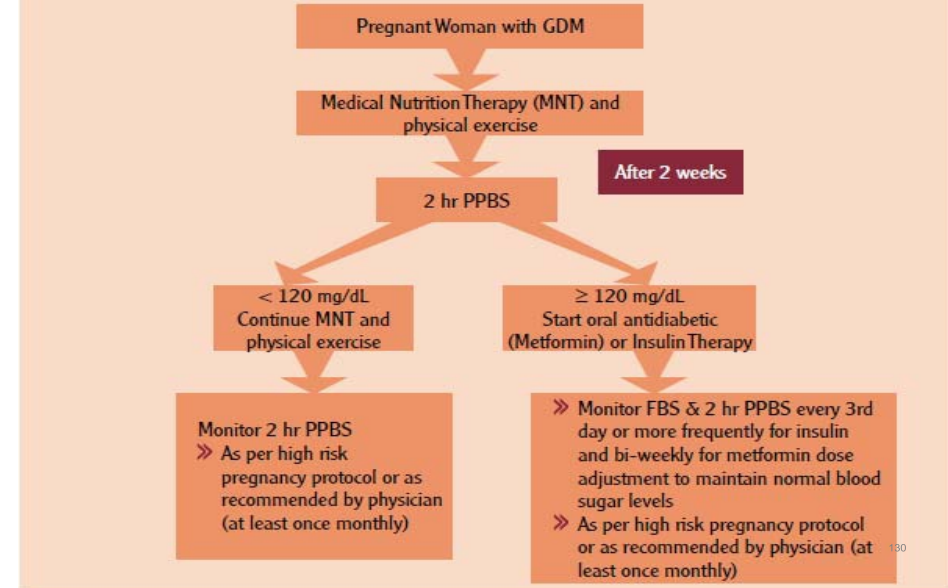 Pregnant Woman with GDM
Medical Nutrition Therapy (MNT) and
physical exercise
After 2 weeks
2 hr PPBS
< 120 mg/dL
Continue MNT and
physical exercise
≥ 120 mg/dL
Start oral antidiabetic
(Metformin) or Insulin Therapy
Monitor 2 hr PPBS
» As per high risk
pregnancy protocol or as
recommended by physician
(at least once monthly)
» Monitor FBS & 2 hr PPBS every 3rd
day or more frequently for insulin
and bi-weekly for metformin dose
adjustment to maintain normal blood
sugar levels
» As per high risk pregnancy protocol
or as recommended by physician (at
least once monthly)
130